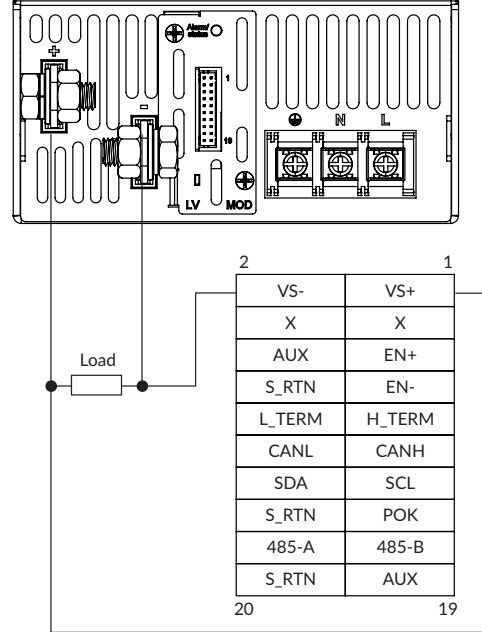 +
Alarm/
status
1
-
19
LV MOD
N L
2 1
VS- VS+
X X
AUX EN+
S_RTN EN-
L_TERM H_TERM
CANL CANH
SDA SCL
S_RTN POK
485-A 485-B
S_RTN AUX
20 19
Load